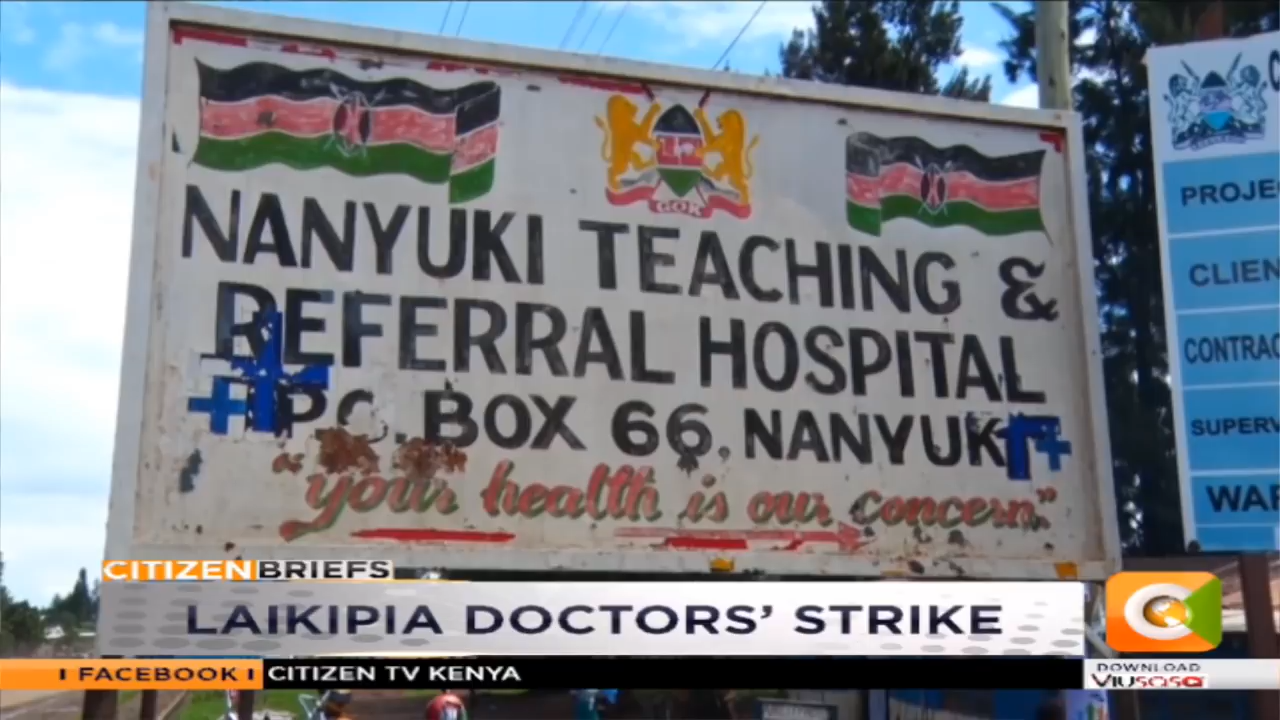 GOK
NANYUKI TEACHING &
REFERRAL HOSPITAL
P.O. BOX 66, NANYUKI
"your health is our concern."
PROJE
CLIEN
CONTRAC
SUPERV
WAR
CITIZEN BRIEFS
LAIKIPIA DOCTORS' STRIKE
FACEBOOK
CITIZEN TV KENYA
DOWNLOAD
VIUSASA